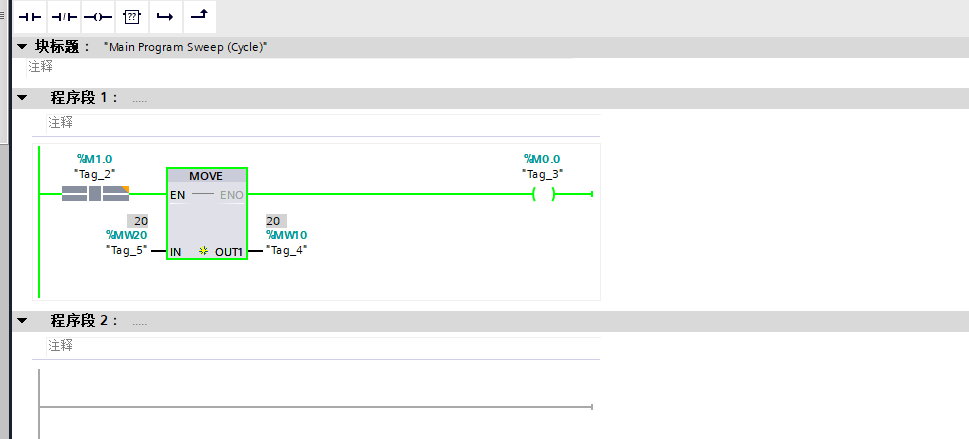 ??
块标题： "Main Program Sweep (Cycle)"
注释
程序段 1： .....
注释
%M1.0
"Tag_2"
%M0.0
"Tag_3"
MOVE
EN ENO
20
%MW20
"Tag_5"
IN OUT1
20
%MW10
"Tag_4"
程序段 2： .....
注释